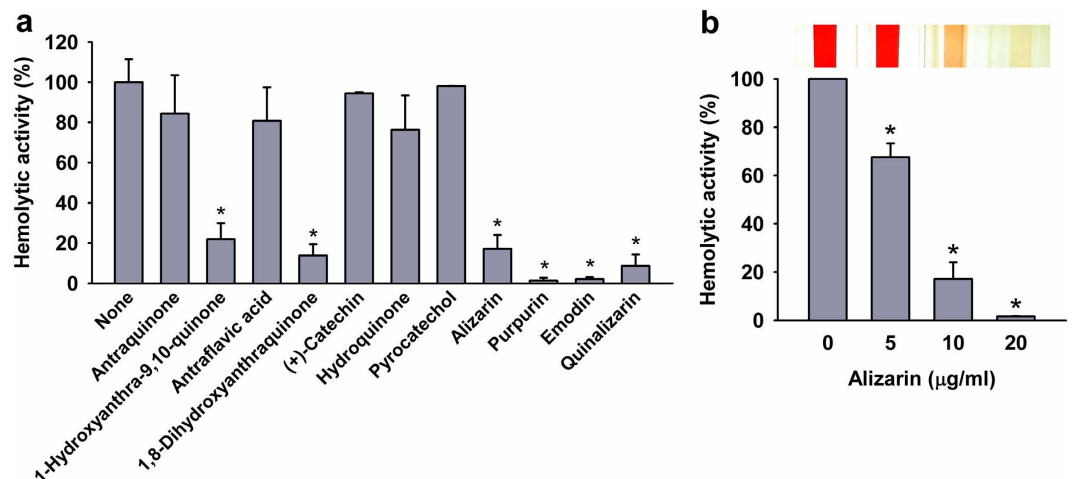 a
Hemolytic activity (%)
120
100
80
60
40
20
0
*
*
*
*
*
*
None
Antraquinone
1-Hydroxyanthra-9,10-quinone
Antraflavic acid
1,8-Dihydroxyanthraquinone
(+)-Catechin
Hydroquinone
Pyrocatechol
Alizarin
Purpurin
Emodin
Quinalizarin
b
Hemolytic activity (%)
100
80
60
40
20
0
*
*
*
0 5 10 20
Alizarin (μg/ml)